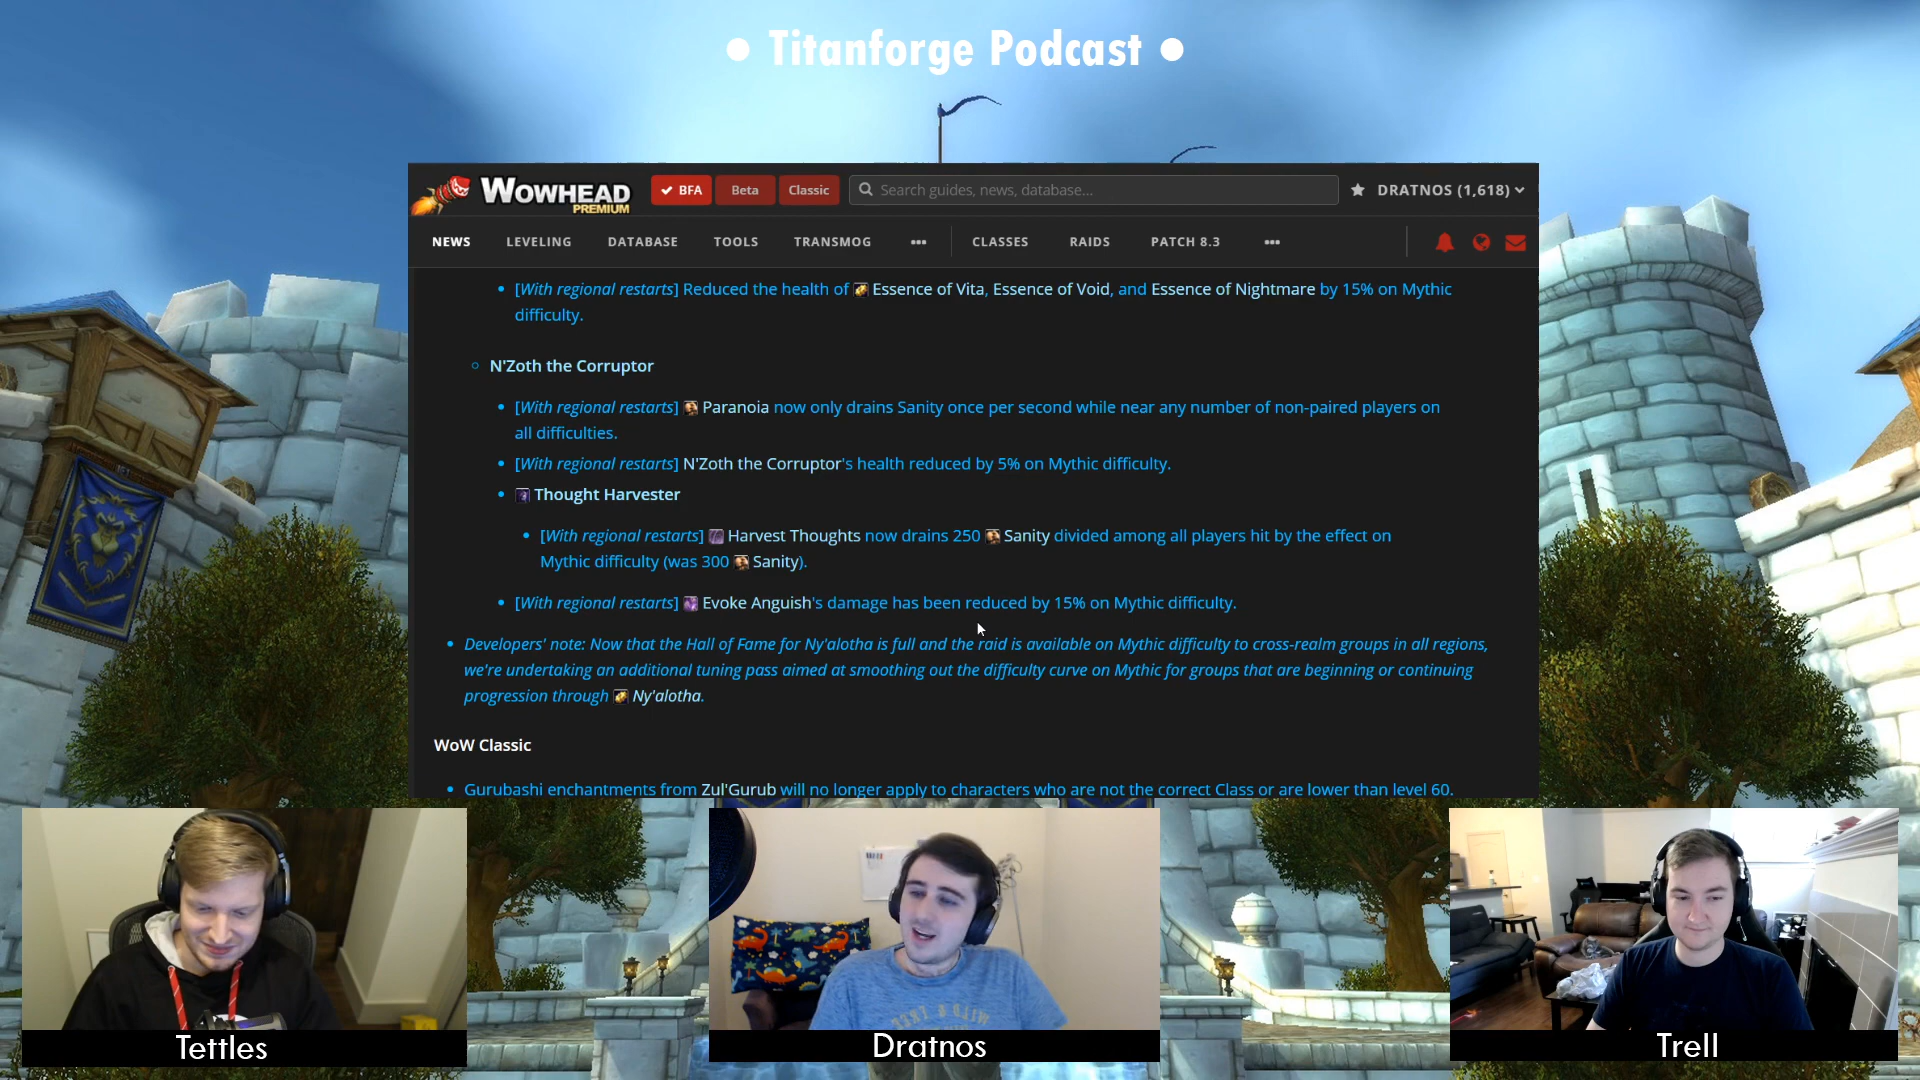 • Titanforge Podcast •
WOWHEAD
PREMIUM
BFA
Beta
Classic
Search guides, news, database...
DRATNOS (1,618)
NEWS LEVELING DATABASE TOOLS TRANSMOG ••• CLASSES RAIDS PATCH 8.3 •••
• [With regional restarts] Reduced the health of Essence of Vita, Essence of Void, and Essence of Nightmare by 15% on Mythic
difficulty.
N'Zoth the Corruptor
• [With regional restarts] Paranoia now only drains Sanity once per second while near any number of non-paired players on
all difficulties.
• [With regional restarts] N'Zoth the Corruptor's health reduced by 5% on Mythic difficulty.
• Thought Harvester
• [With regional restarts] Harvest Thoughts now drains 250 Sanity divided among all players hit by the effect on
Mythic difficulty (was 300 Sanity).
• [With regional restarts] Evoke Anguish's damage has been reduced by 15% on Mythic difficulty.
• Developers' note: Now that the Hall of Fame for Ny'alotha is full and the raid is available on Mythic difficulty to cross-realm groups in all regions,
we're undertaking an additional tuning pass aimed at smoothing out the difficulty curve on Mythic for groups that are beginning or continuing
progression through Ny'alotha.
WoW Classic
• Gurubashi enchantments from Zul'Gurub will no longer apply to characters who are not the correct Class or are lower than level 60.
Tettles
Dratnos
Trell